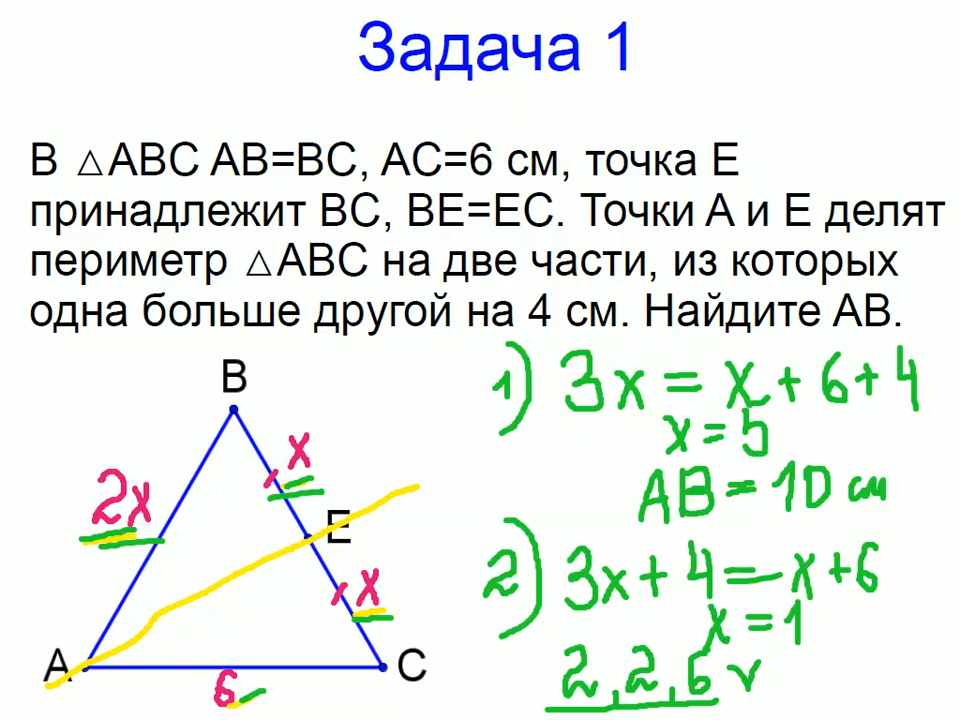 Задача 1
В △ABC AB=BC, AC=6 см, точка E
принадлежит BC, BE=EC. Точки A и E делят
периметр △ABC на две части, из которых
одна больше другой на 4 см. Найдите AB.
B
2x
x
E
x
A
C
6
1) 3x = x + 6 + 4
x = 5
AB = 10 см
2) 3x + 4 = x + 6
x = 1
2, 2, 6 v